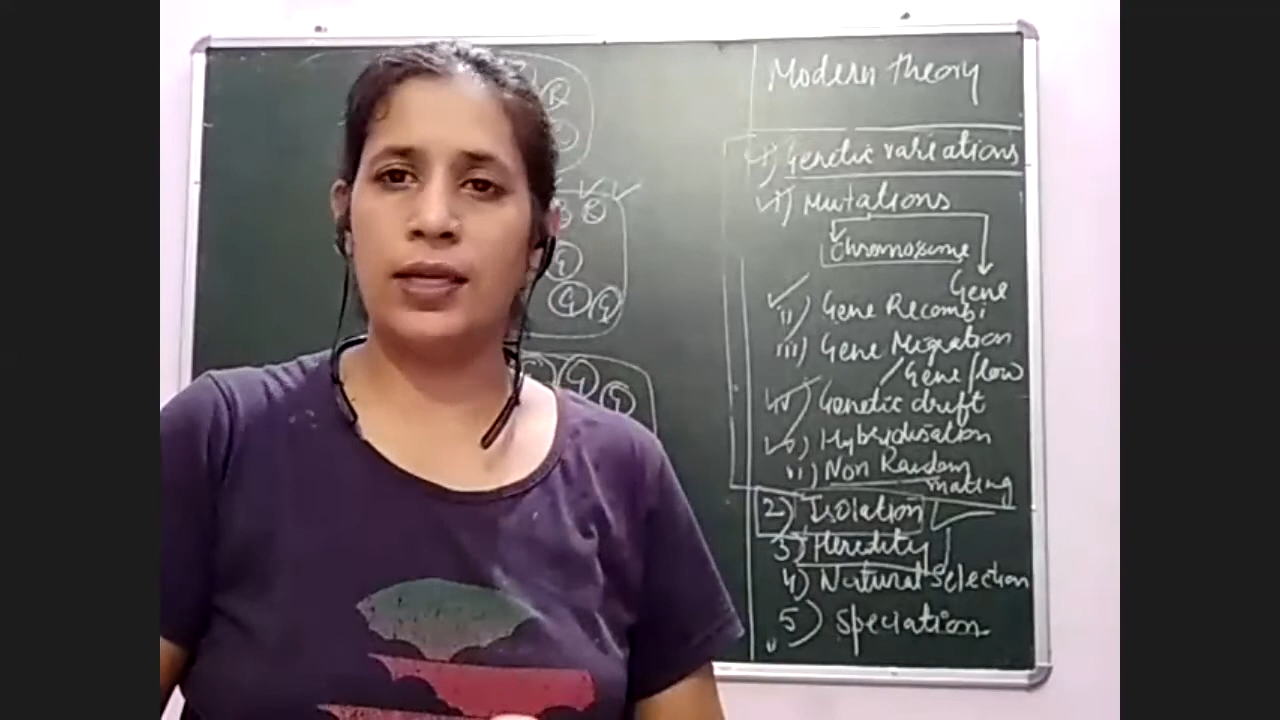 Modern theory
1) Genetic variations
i) Mutations
Chromosome
Gene
ii) Gene Recombi
iii) Gene Migration
/ Gene flow
iv) Genetic drift
v) Hybridisation
vi) Non Random
mating
2) Isolation
3) Heredity
4) Natural Selection
5) Speciation
R
B R
G
G G
G G